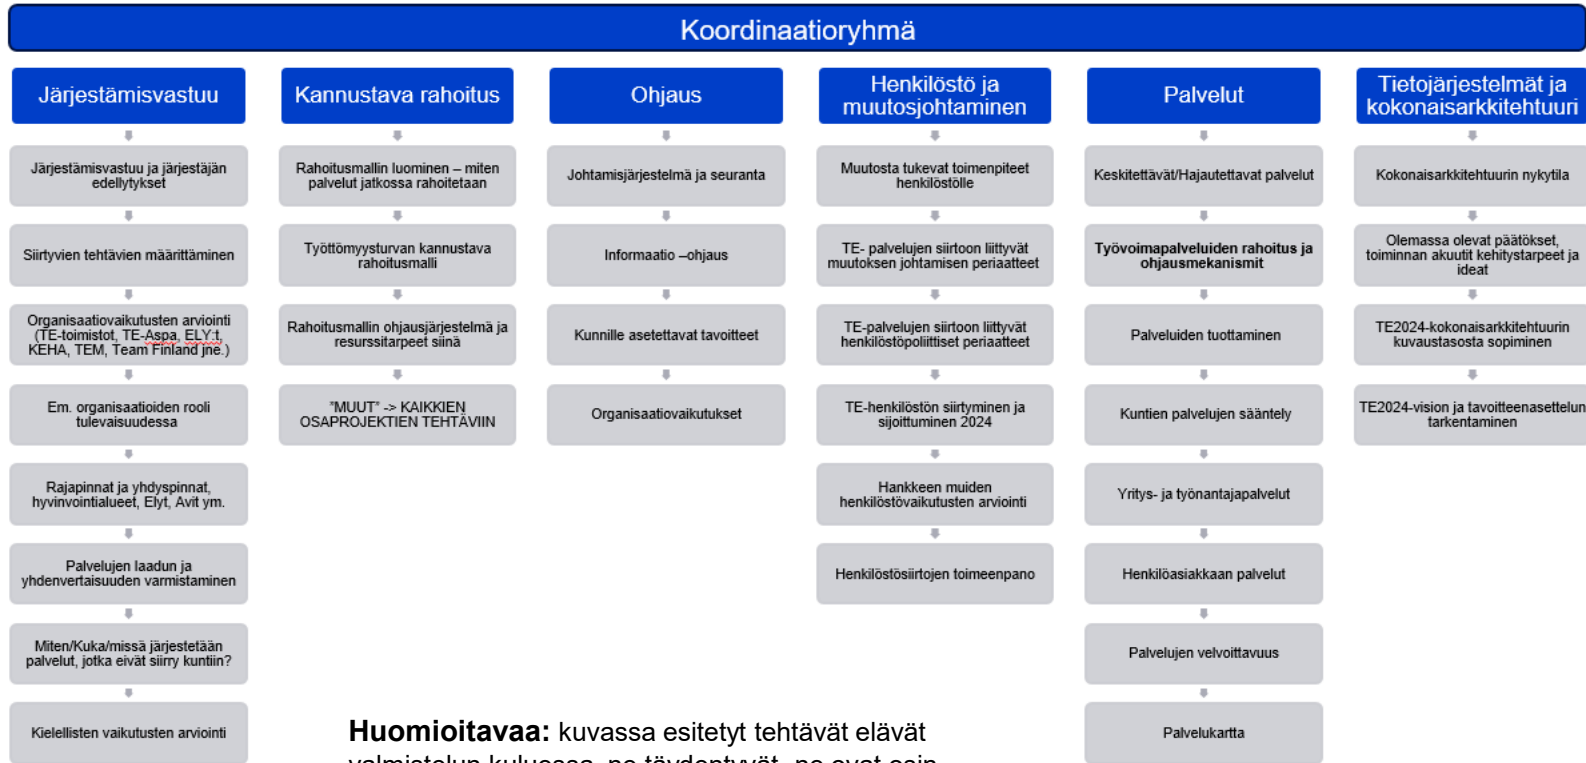 Koordinaatioryhmä
Järjestämisvastuu
Järjestämisvastuu ja järjestäjän
edellytykset
Siirtyvien tehtävien määrittäminen
Organisaatiovaikutusten arviointi
(TE-toimistot, TE-Aspa, ELY:t,
KEHA, TEM, Team Finland jne.)
Em. organisaatioiden rooli
tulevaisuudessa
Rajapinnat ja yhdyspinnat,
hyvinvointialueet, Elyt, Avit ym.
Palvelujen laadun ja
yhdenvertaisuuden varmistaminen
Miten/Kuka/missä järjestetään
palvelut, jotka eivät siirry kuntiin?
Kielellisten vaikutusten arviointi
Kannustava rahoitus
Rahoitusmallin luominen – miten
palvelut jatkossa rahoitetaan
Työttömyysturvan kannustava
rahoitusmalli
Rahoitusmallin ohjausjärjestelmä ja
resurssitarpeet siinä
"MUUT" -> KAIKKIEN
OSAPROJEKTIEN TEHTÄVIIN
Ohjaus
Johtamisjärjestelmä ja seuranta
Informaatio –ohjaus
Kunnille asetettavat tavoitteet
Organisaatiovaikutukset
Henkilöstö ja
muutosjohtaminen
Muutosta tukevat toimenpiteet
henkilöstölle
TE- palvelujen siirtoon liittyvät
muutoksen johtamisen periaatteet
TE-palvelujen siirtoon liittyvät
henkilöstöpoliittiset periaatteet
TE-henkilöstön siirtyminen ja
sijoittuminen 2024
Hankkeen muiden
henkilöstövaikutusten arviointi
Henkilöstösiirtojen toimeenpano
Palvelut
Keskitettävät/Hajautettavat palvelut
Työvoimapalveluiden rahoitus ja
ohjausmekanismit
Palveluiden tuottaminen
Kuntien palvelujen sääntely
Yritys- ja työnantajapalvelut
Henkilöasiakkaan palvelut
Palvelujen velvoittavuus
Palvelukartta
Tietojärjestelmät ja
kokonaisarkkitehtuuri
Kokonaisarkkitehtuurin nykytila
Olemassa olevat päätökset,
toiminnan akuutit kehitystarpeet ja
ideat
TE2024-kokonaisarkkitehtuurin
kuvaustasosta sopiminen
TE2024-vision ja tavoitteenasettelun
tarkentaminen
Huomioitavaa: kuvassa esitetyt tehtävät elävät
valmistelun kuluessa, ne täydentyvät, ne ovat osin